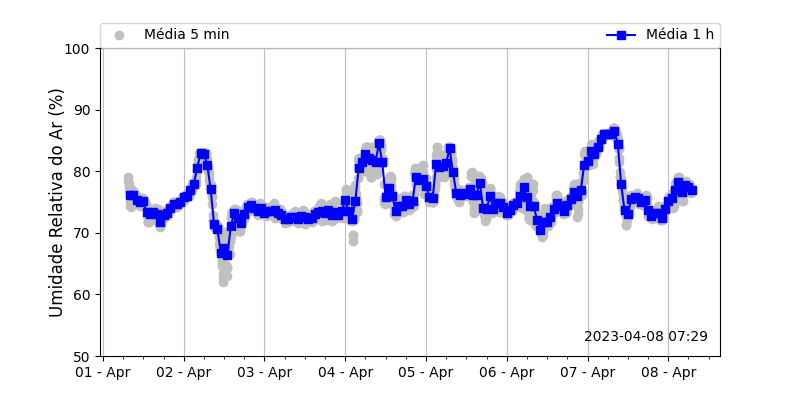 Média 5 min
Média 1 h
Umidade Relativa do Ar (%)
100
90
80
70
60
50
2023-04-08 07:29
01 - Apr
02 - Apr
03 - Apr
04 - Apr
05 - Apr
06 - Apr
07 - Apr
08 - Apr